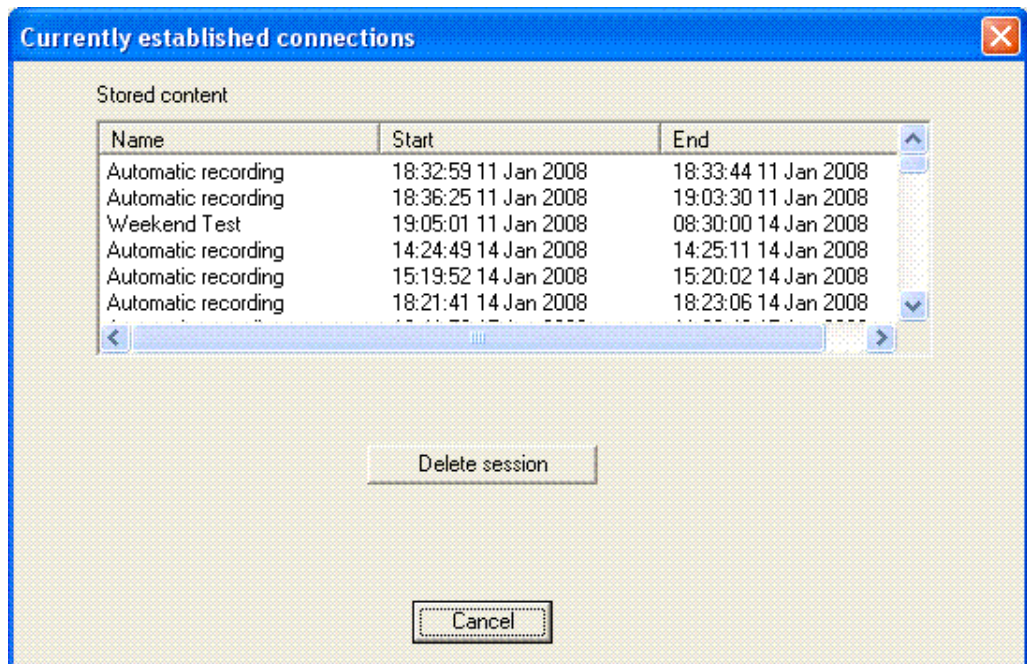 Currently established connections
Stored content
Name Start End
Automatic recording 18:32:59 11 Jan 2008 18:33:44 11 Jan 2008
Automatic recording 18:36:25 11 Jan 2008 19:03:30 11 Jan 2008
Weekend Test 19:05:01 11 Jan 2008 08:30:00 14 Jan 2008
Automatic recording 14:24:49 14 Jan 2008 14:25:11 14 Jan 2008
Automatic recording 15:19:52 14 Jan 2008 15:20:02 14 Jan 2008
Automatic recording 18:21:41 14 Jan 2008 18:23:06 14 Jan 2008
Delete session
Cancel